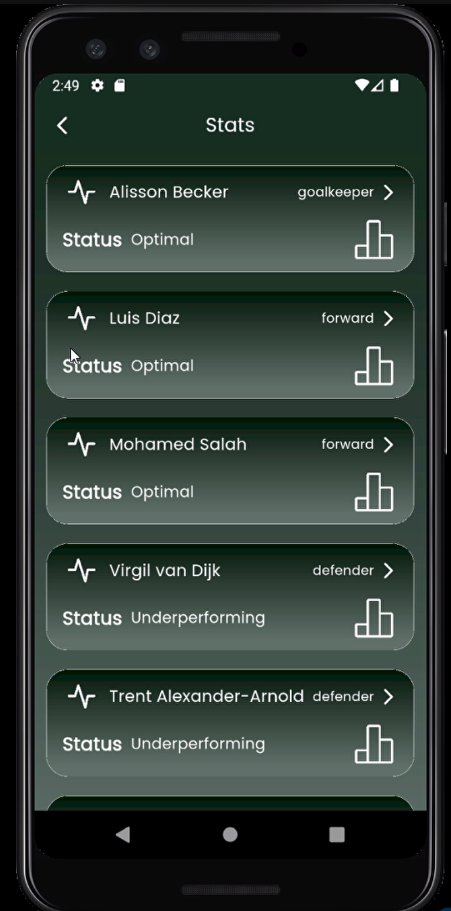 2:49
Stats
Alisson Becker goalkeeper
Status Optimal
Luis Diaz forward
Status Optimal
Mohamed Salah forward
Status Optimal
Virgil van Dijk defender
Status Underperforming
Trent Alexander-Arnold defender
Status Underperforming